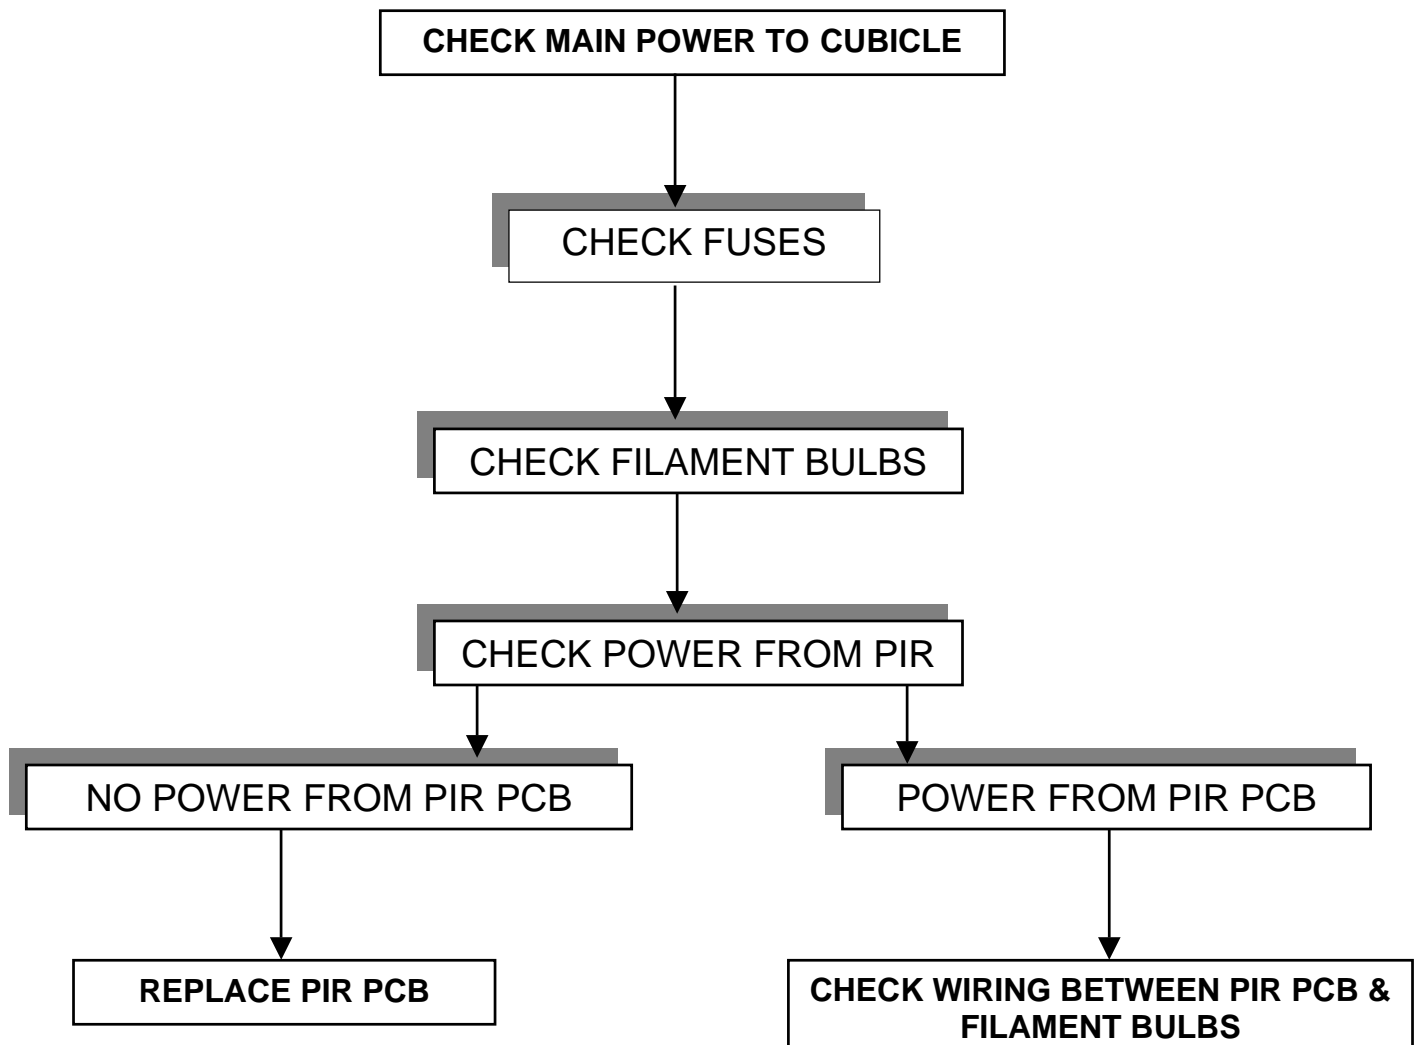 CHECK MAIN POWER TO CUBICLE
CHECK FUSES
CHECK FILAMENT BULBS
CHECK POWER FROM PIR
NO POWER FROM PIR PCB
POWER FROM PIR PCB
REPLACE PIR PCB
CHECK WIRING BETWEEN PIR PCB &
FILAMENT BULBS